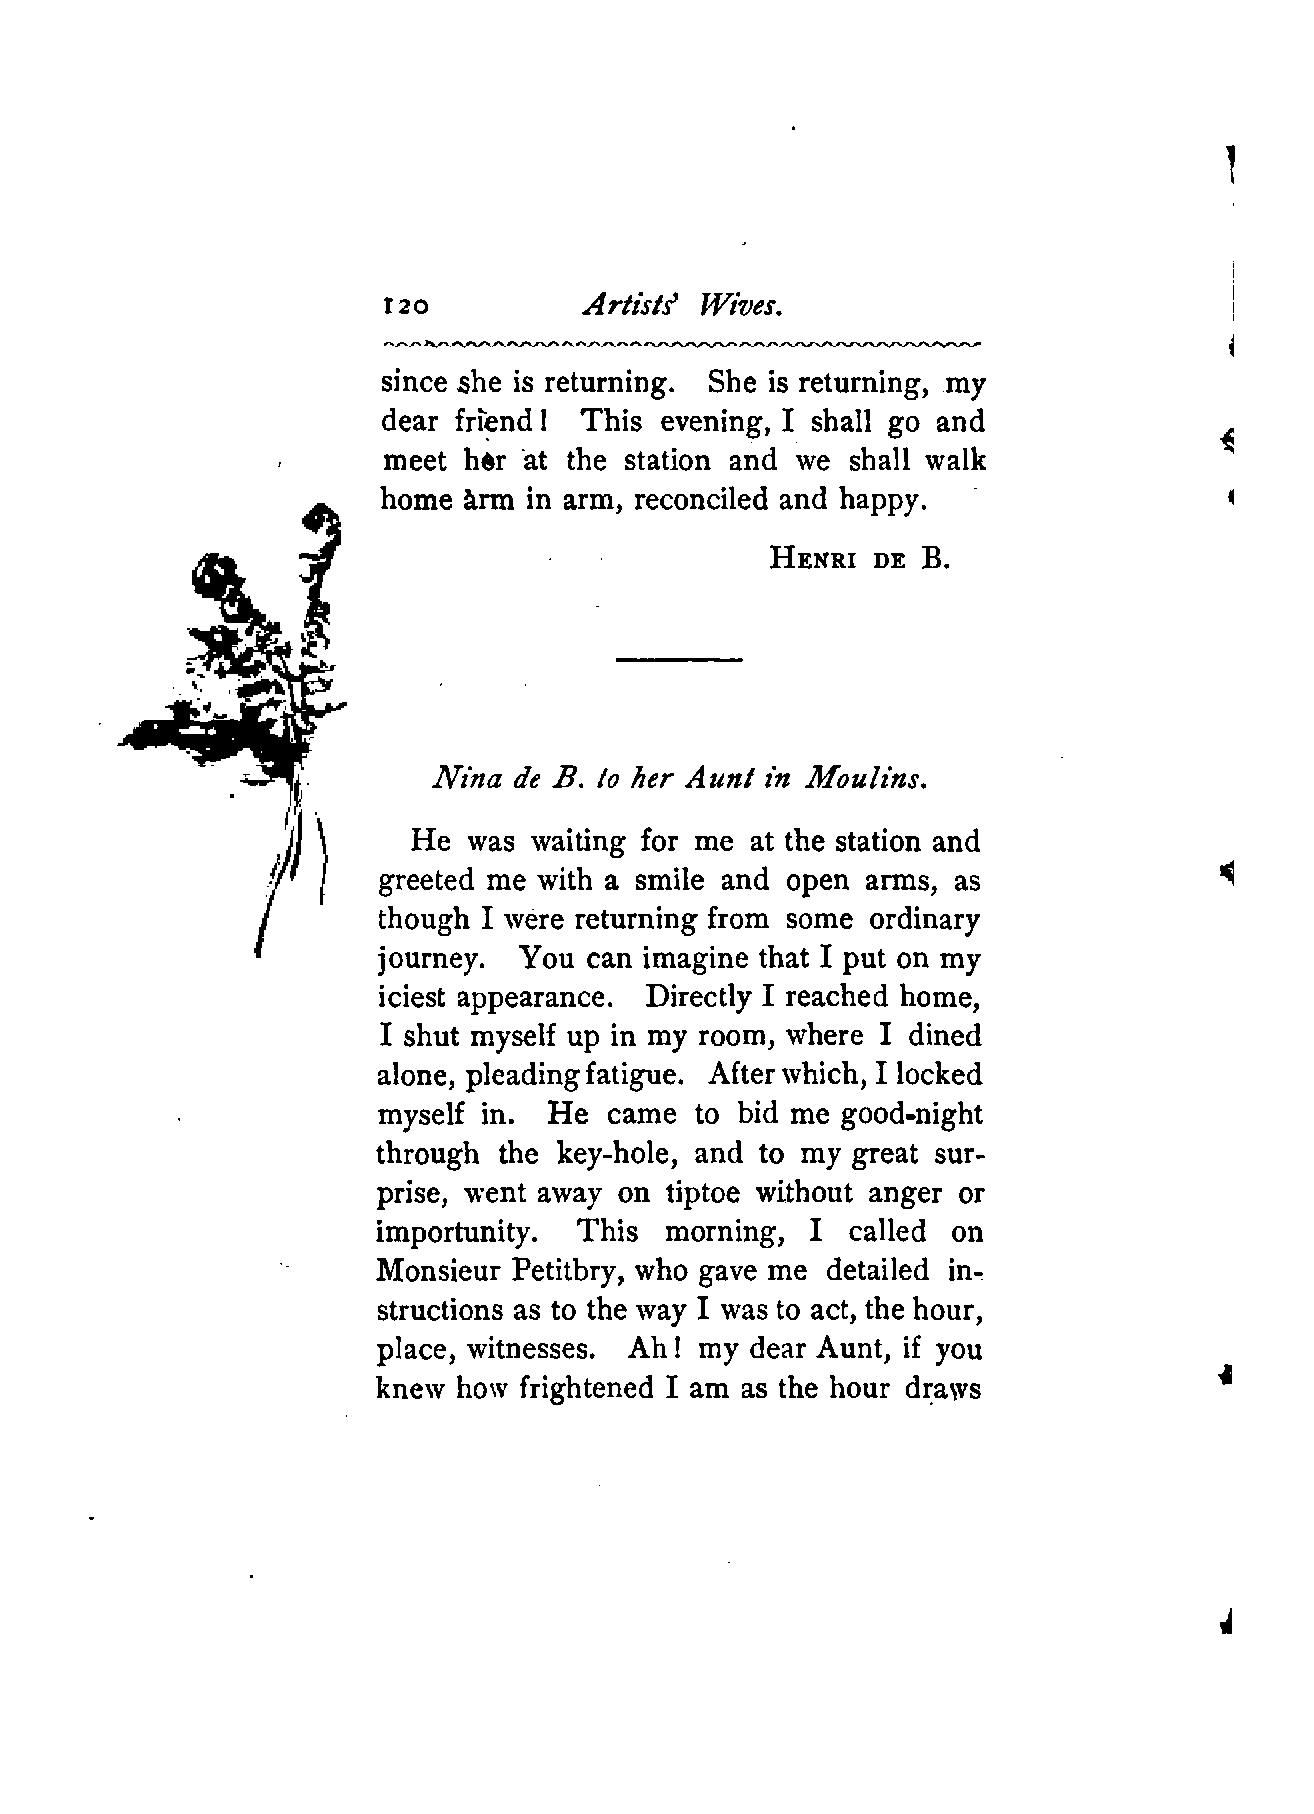 120 Artists' Wives.
since she is returning. She is returning, my
dear friend! This evening, I shall go and
meet her at the station and we shall walk
home arm in arm, reconciled and happy.
HENRI DE B.
Nina de B. to her Aunt in Moulins.
He was waiting for me at the station and
greeted me with a smile and open arms, as
though I were returning from some ordinary
journey. You can imagine that I put on my
iciest appearance. Directly I reached home,
I shut myself up in my room, where I dined
alone, pleading fatigue. After which, I locked
myself in. He came to bid me good-night
through the key-hole, and to my great sur-
prise, went away on tiptoe without anger or
importunity. This morning, I called on
Monsieur Petitbry, who gave me detailed in-
structions as to the way I was to act, the hour,
place, witnesses. Ah! my dear Aunt, if you
knew how frightened I am as the hour draws